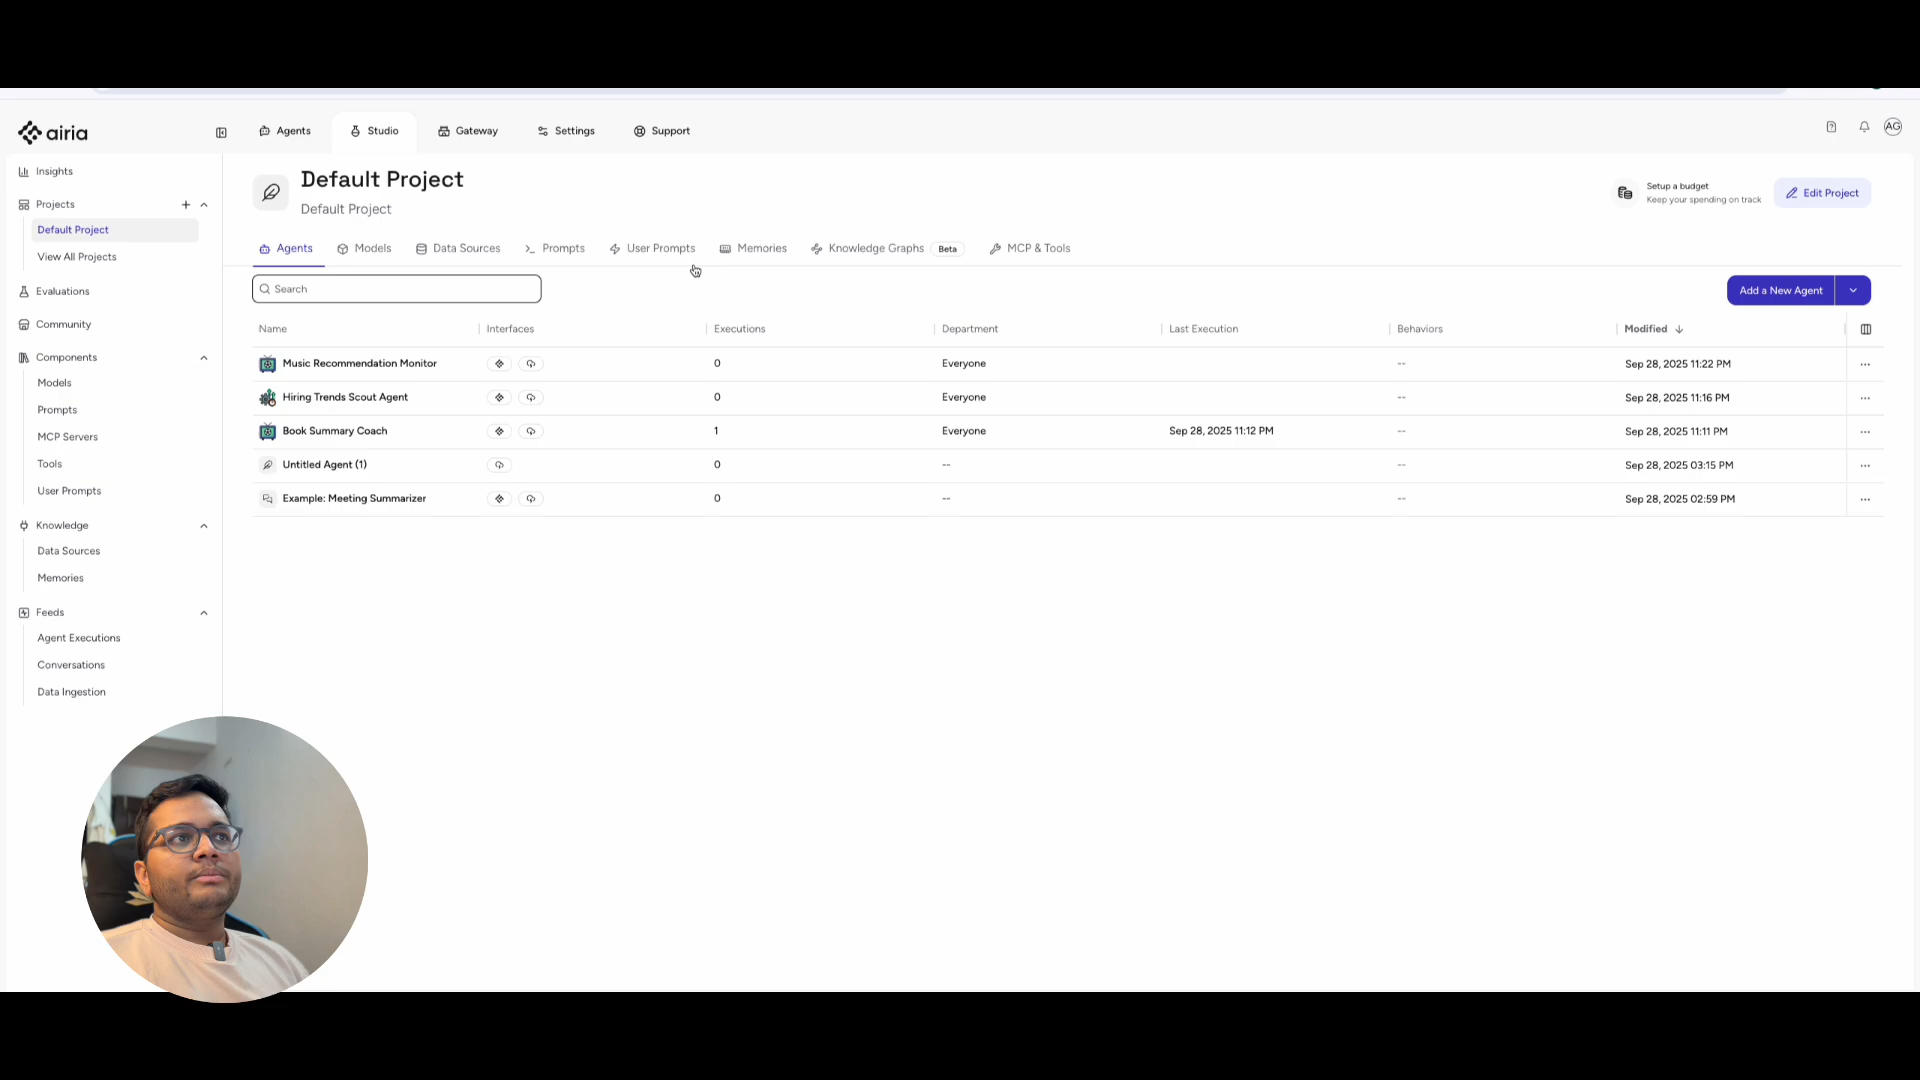 airia
Agents
Studio
Gateway
Settings
Support
AG
Insights
Projects
Default Project
View All Projects
Evaluations
Community
Components
Models
Prompts
MCP Servers
Tools
User Prompts
Knowledge
Data Sources
Memories
Feeds
Agent Executions
Conversations
Data Ingestion
Default Project
Default Project
Setup a budget
Keep your spending on track
Edit Project
Agents Models Data Sources Prompts User Prompts Memories Knowledge Graphs Beta MCP & Tools
Search
Add a New Agent
Name Interfaces Executions Department Last Execution Behaviors Modified
Music Recommendation Monitor 0 Everyone -- Sep 28, 2025 11:22 PM
Hiring Trends Scout Agent 0 Everyone -- Sep 28, 2025 11:16 PM
Book Summary Coach 1 Everyone Sep 28, 2025 11:12 PM -- Sep 28, 2025 11:11 PM
Untitled Agent (1) 0 -- -- Sep 28, 2025 03:15 PM
Example: Meeting Summarizer 0 -- -- Sep 28, 2025 02:59 PM